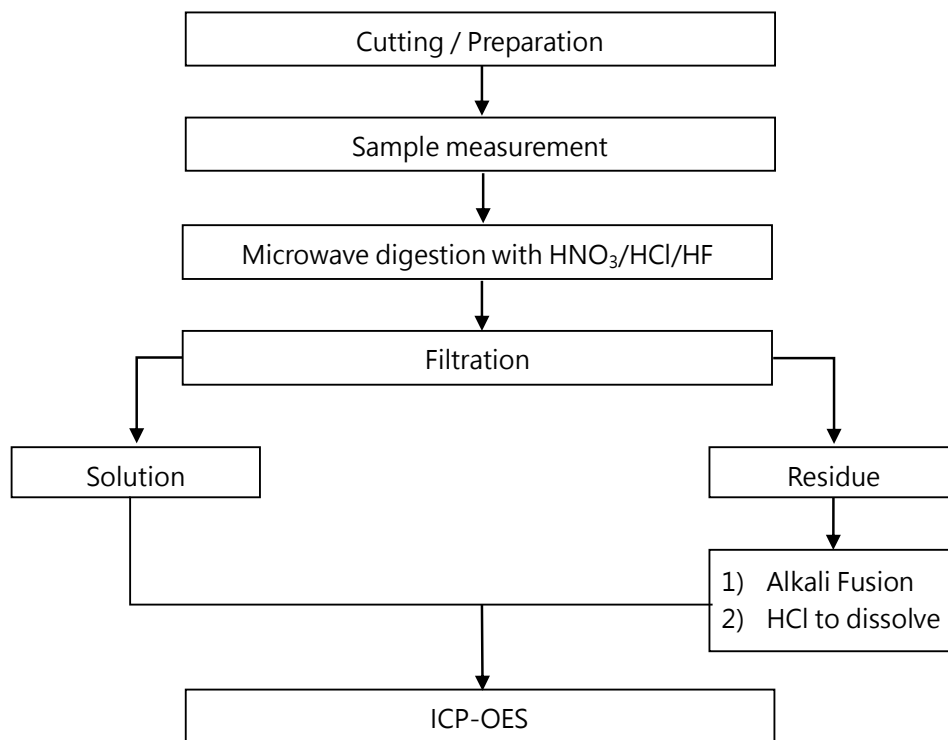 Cutting / Preparation
Sample measurement
Microwave digestion with HNO₃/HCl/HF
Filtration
Solution
Residue
1) Alkali Fusion
2) HCl to dissolve
ICP-OES